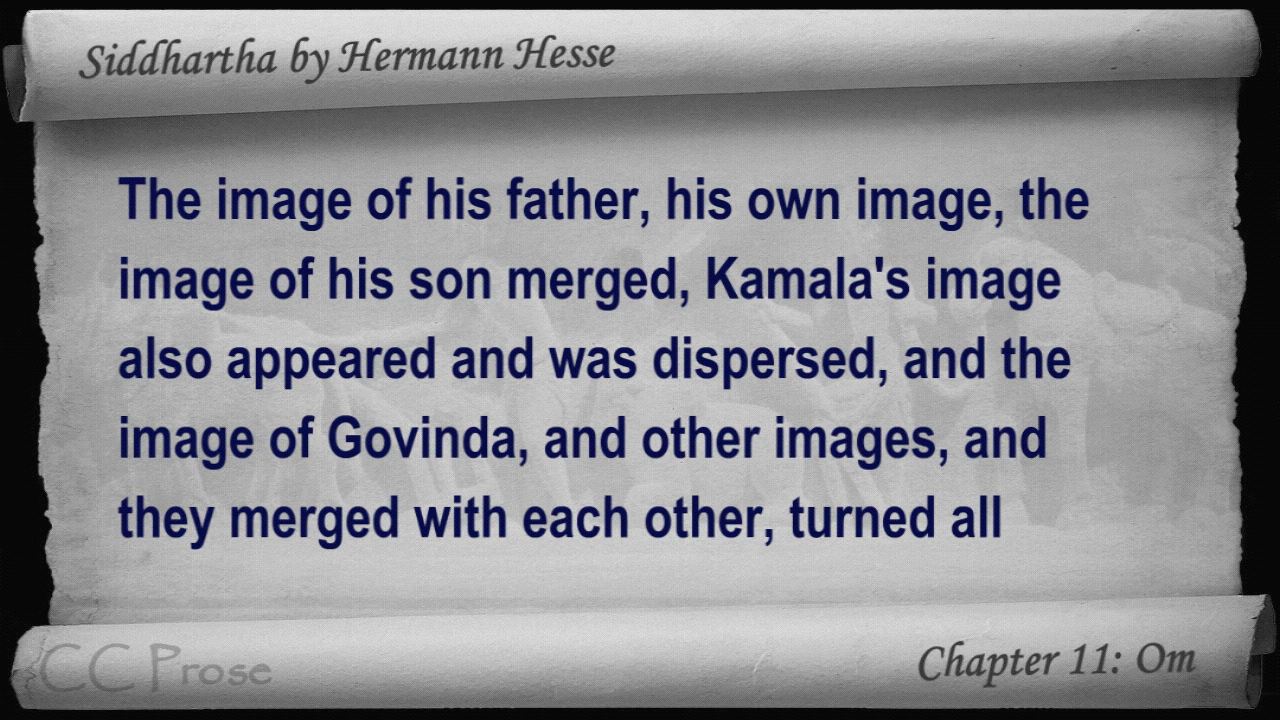 Siddhartha by Hermann Hesse
The image of his father, his own image, the
image of his son merged, Kamala's image
also appeared and was dispersed, and the
image of Govinda, and other images, and
they merged with each other, turned all
CC Prose
Chapter 11: Om